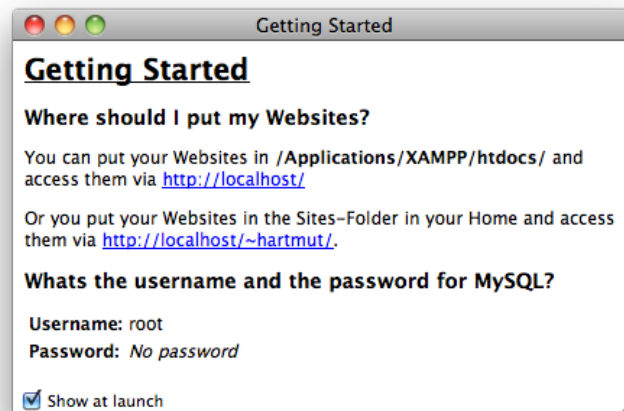 Getting Started
Getting Started
Where should I put my Websites?
You can put your Websites in /Applications/XAMPP/htdocs/ and
access them via http://localhost/
Or you put your Websites in the Sites-Folder in your Home and access
them via http://localhost/~hartmut/.
Whats the username and the password for MySQL?
Username: root
Password: No password
Show at launch